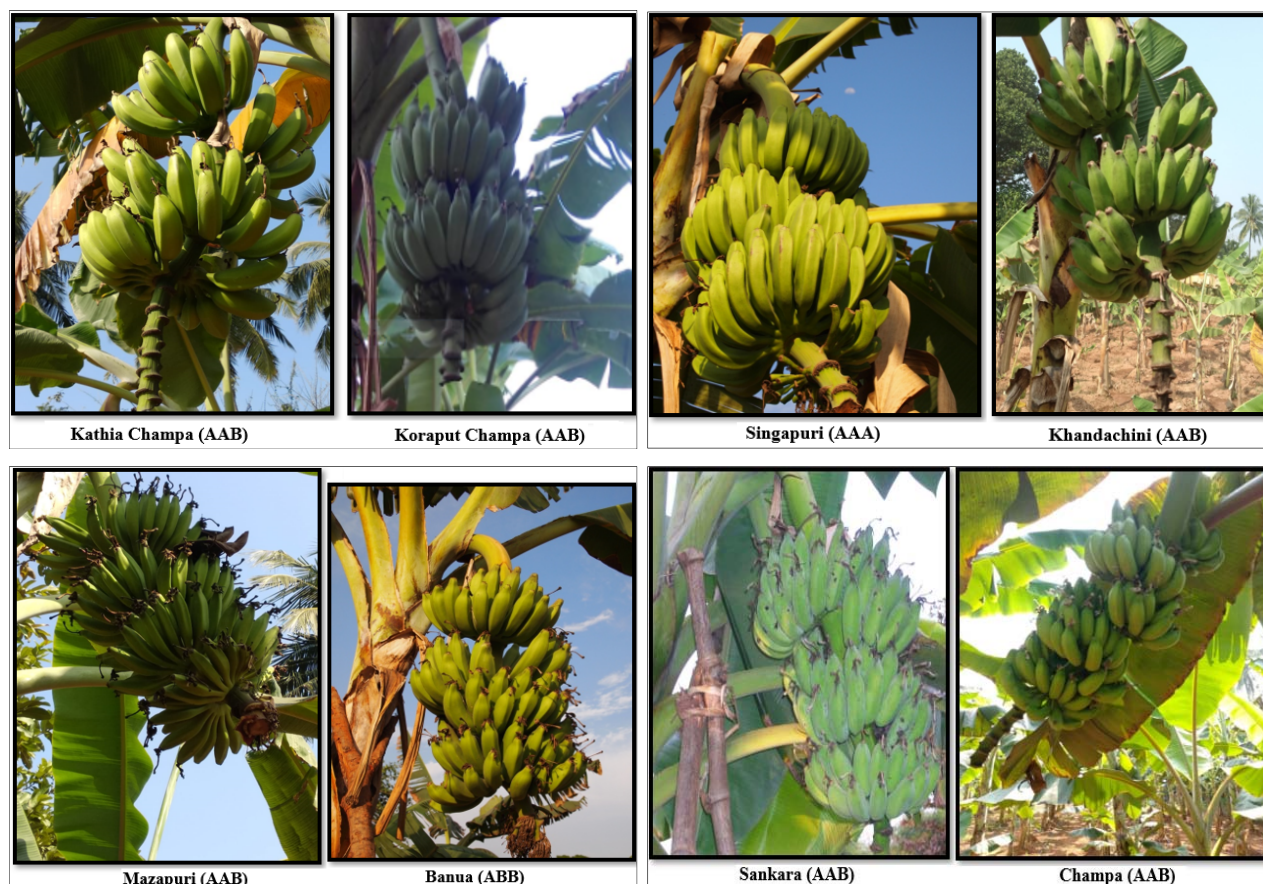 Kathia Champa (AAB)
Koraput Champa (AAB)
Singapuri (AAA)
Khandachini (AAB)
Mazapuri (AAB)
Banua (ABB)
Sankara (AAB)
Champa (AAB)